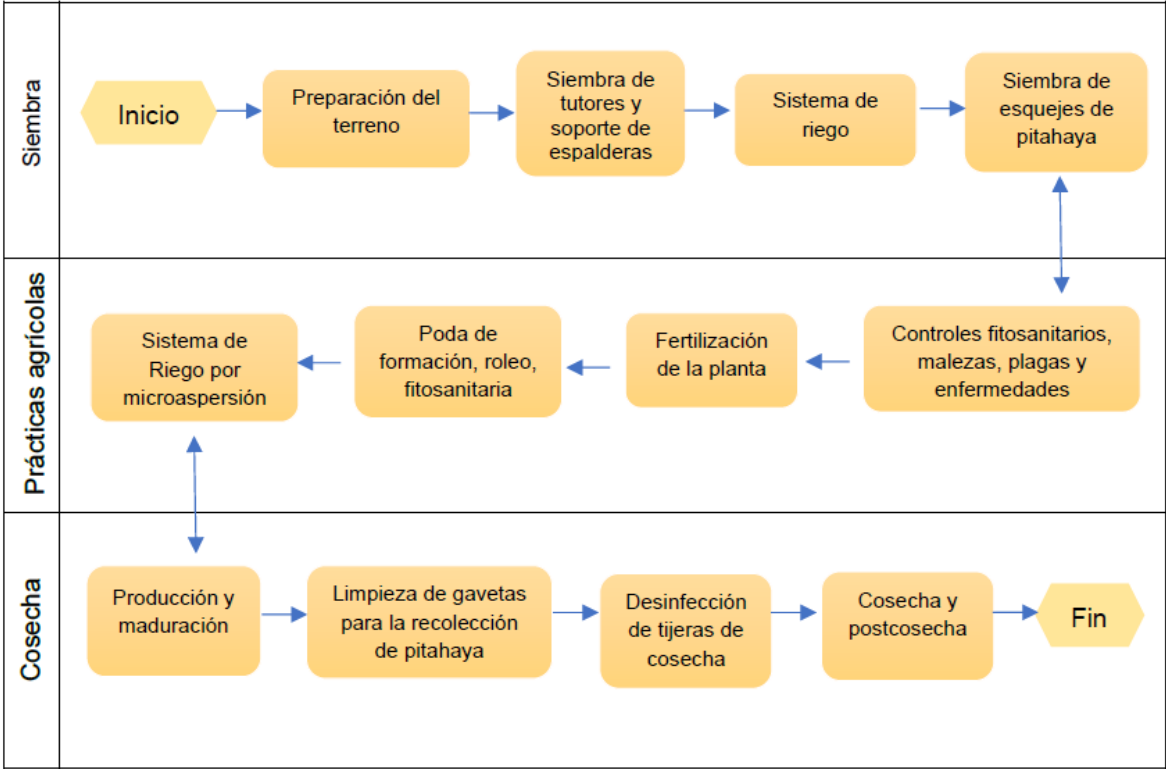 Siembra
Inicio
Preparación del
terreno
Siembra de
tutores y
soporte de
espalderas
Sistema de
riego
Siembra de
esquejes de
pitahaya
Prácticas agrícolas
Sistema de
Riego por
microaspersión
Poda de
formación, roleo,
fitosanitaria
Fertilización
de la planta
Controles fitosanitarios,
malezas, plagas y
enfermedades
Cosecha
Producción y
maduración
Limpieza de gavetas
para la recolección
de pitahaya
Desinfección
de tijeras de
cosecha
Cosecha y
postcosecha
Fin